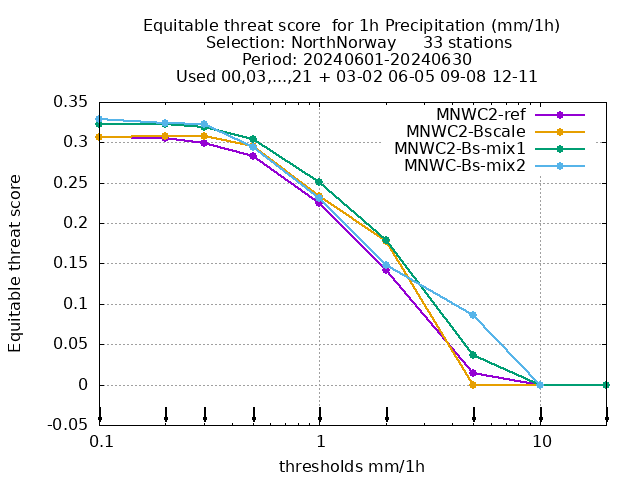 Equitable threat score  for 1h Precipitation (mm/1h)
Selection: NorthNorway     33 stations
Period: 20240601-20240630
Used 00,03,...,21 + 03-02 06-05 09-08 12-11
MNWC2-ref
MNWC2-Bscale
MNWC2-Bs-mix1
MNWC-Bs-mix2
0.35
0.3
0.25
0.2
0.15
0.1
0.05
0
-0.05
Equitable threat score
0.1 1 10
thresholds mm/1h